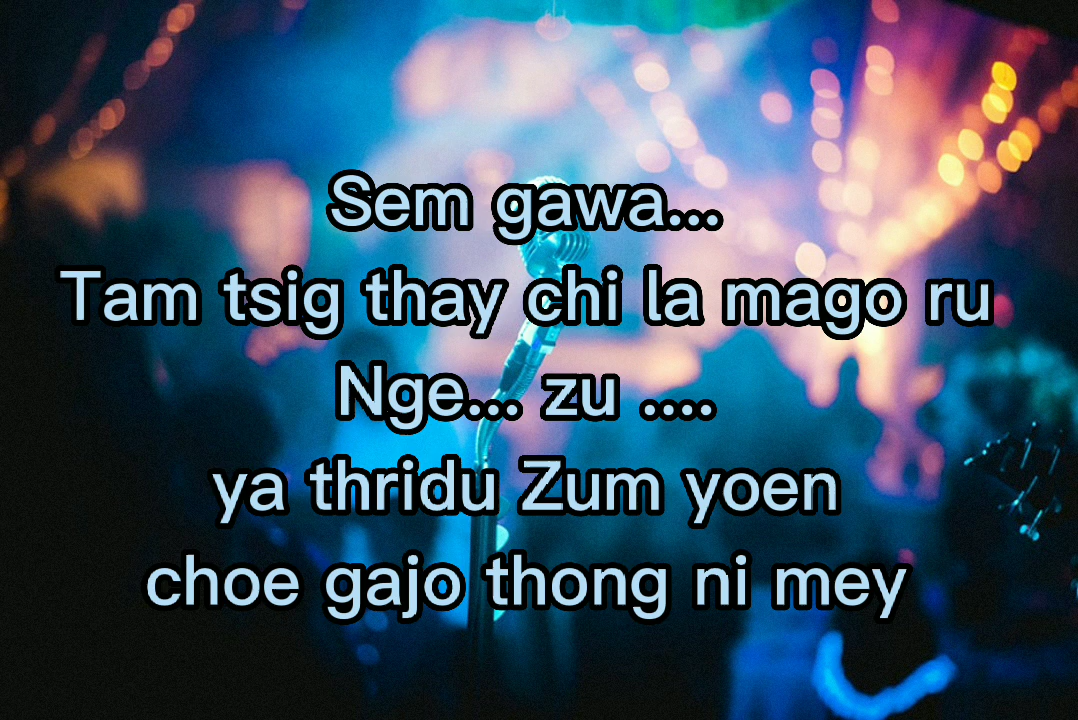 Sem gawa...
Tam tsig thay chi la mago ru
Nge... zu ....
ya thridu Zum yoen
choe gajo thong ni mey